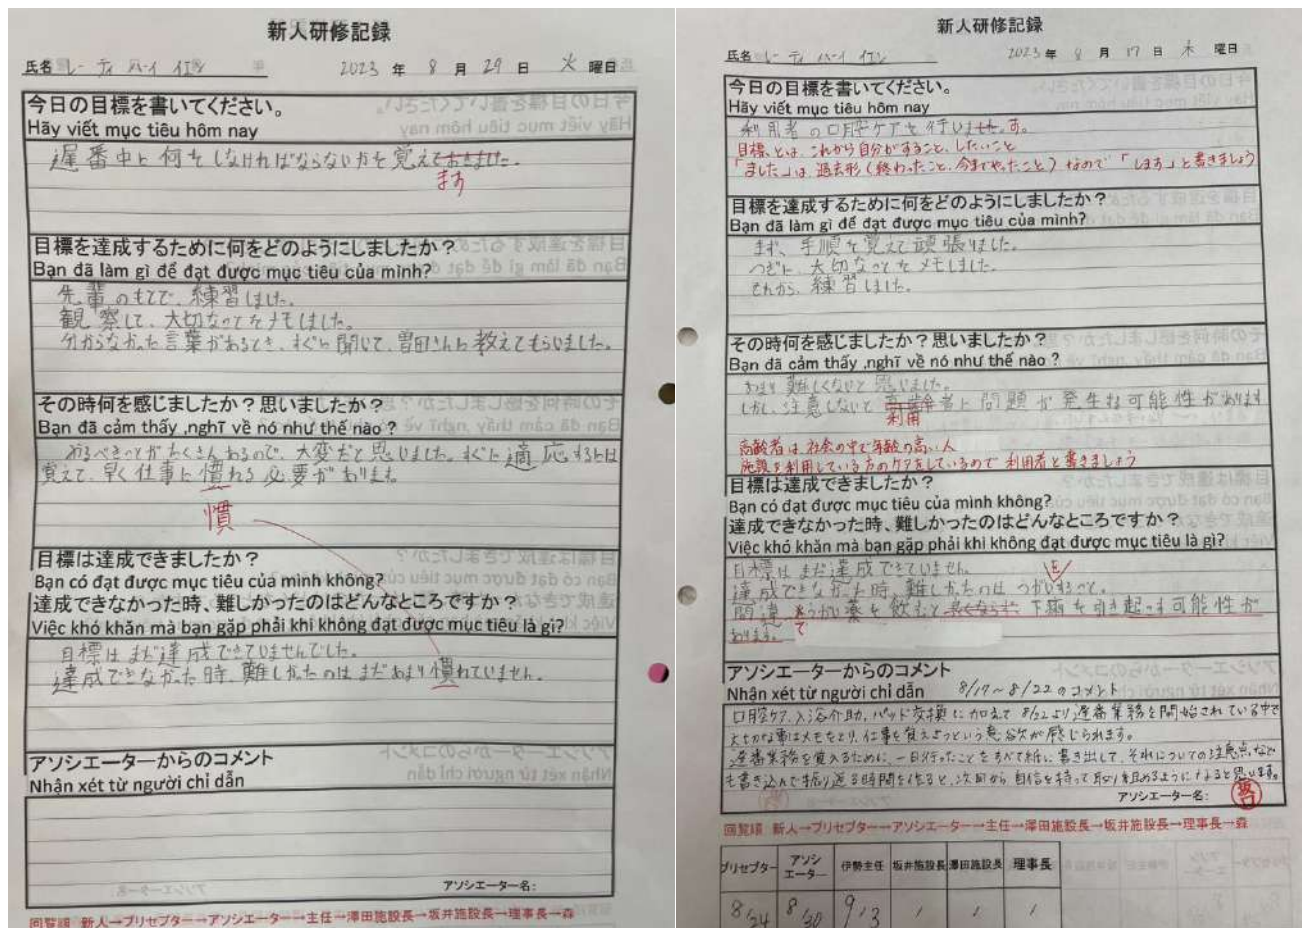 新人研修記録
氏名 レー ティ ハーイ イエン 2023 年 8 月 29 日 火 曜日
今日の目標を書いてください。
Hãy viết mục tiêu hôm nay
遅番中に何をしなければならないかを覚えておきました。
ます
目標を達成するために何をどのようにしましたか？
Bạn đã làm gì để đạt được mục tiêu của mình?
先輩のもとで、練習しました。
観察して、大切なことをメモしました。
分からなかった言葉があるとき、すぐに聞いて、曽田さんに教えてもらいました。
その時何を感じましたか？思いましたか？
Bạn đã cảm thấy ,nghĩ về nó như thế nào ?
おるべきことがたくさんあるので、大変だと思いました。すぐに適応するには
覚えて、早く仕事に慣れる必要があります。
慣
目標は達成できましたか？
Bạn có đạt được mục tiêu của mình không?
達成できなかった時、難しかったのはどんなところですか？
Việc khó khăn mà bạn gặp phải khi không đạt được mục tiêu là gì?
目標はまだ達成できていませんでした。
達成できなかった時、難しかったのはまだあまり慣れていません。
アソシエーターからのコメント
Nhận xét từ người chỉ dẫn
アソシエーター名：
回覧順 新人→プリセプター→アソシエーター→主任→澤田施設長→坂井施設長→理事長→森
新人研修記録
氏名 レー ティ ハーイ イエン 2023 年 8 月 17 日 木 曜日
今日の目標を書いてください。
Hãy viết mục tiêu hôm nay
利用者の口腔ケアを行いました。す。
目標、とは、これから自分がすること、したいこと
「ました」は 過去形(終わったこと、今までやったこと)なので 「します」と書きましょう
目標を達成するために何をどのようにしましたか？
Bạn đã làm gì để đạt được mục tiêu của mình?
まず、手順を覚えて頑張りました。
つぎに、大切なことをメモしました。
それから、練習しました。
その時何を感じましたか？思いましたか？
Bạn đã cảm thấy ,nghĩ về nó như thế nào ?
あまり難しくないと思いました。
しかし、注意しないと高齢者に問題が発生な可能性があります
利用
高齢者は 社会の中で年齢の高い人
施設を利用している方のケアをしているので 利用者と書きましょう
目標は達成できましたか？
Bạn có đạt được mục tiêu của mình không?
達成できなかった時、難しかったのはどんなところですか？
Việc khó khăn mà bạn gặp phải khi không đạt được mục tiêu là gì?
目標はまだ達成できていません。
を
達成できなかった時、難しかったのは
薬を飲むと 下痢を引き起こす可能性が
て
あります。
アソシエーターからのコメント
Nhận xét từ người chỉ dẫn 8/17～8/22のコメント
口腔ケア、入浴介助、パッド交換に加えて 8/22より遅番業務を開始されている中で
大切な事はメモをとり、仕事を覚えようという意欲が感じられます。
遅番業務を覚えるために、一日行ったことをすべて紙に書き出して、それについての注意点なども書き込んで振り返る時間を作ると、次回から自信を持って取り組めるようになると思います。
アソシエーター名： 坂口
回覧順 新人→プリセプター→アソシエーター→主任→澤田施設長→坂井施設長→理事長→森
プリセプター アソシエーター 伊勢主任 坂井施設長 澤田施設長 理事長
8/24 8/30 9/3 / / /